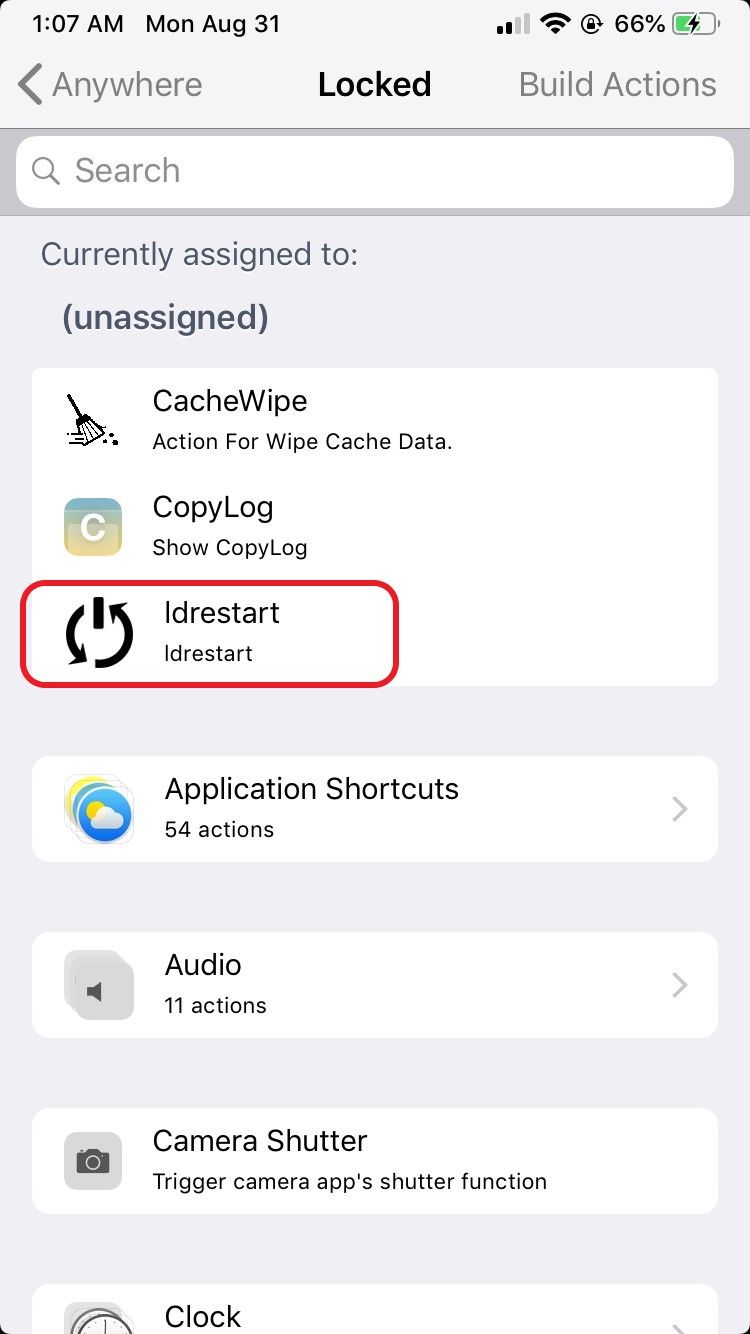 1:07 AM Mon Aug 31 66%
Anywhere Locked Build Actions
Search
Currently assigned to:
(unassigned)
CacheWipe
Action For Wipe Cache Data.
C CopyLog
Show CopyLog
ldrestart
ldrestart
Application Shortcuts
54 actions
Audio
11 actions
Camera Shutter
Trigger camera app's shutter function
Clock